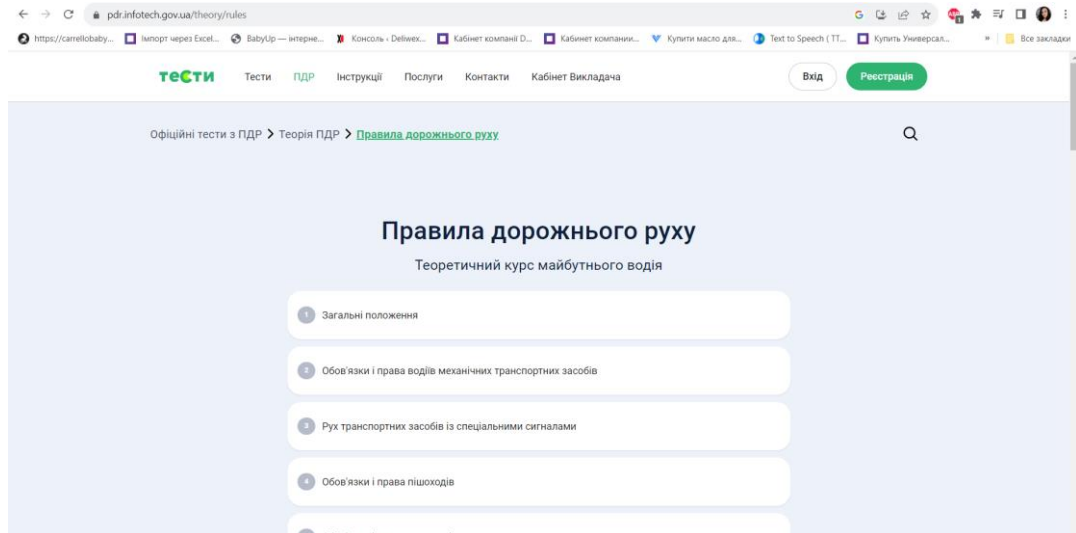 pdr.infotech.gov.ua/theory/rules
https://carrellobaby... Імпорт через Excel... BabyUp — інтерне... Консоль ‹ Deliwex... Кабінет компанії D... Кабинет компании... Купити масло для... Text to Speech ( TT... Купить Универсал... » Все закладки
теСти Тести ПДР Інструкції Послуги Контакти Кабінет Викладача Вхід Реєстрація
Офіційні тести з ПДР > Теорія ПДР > Правила дорожнього руху
Правила дорожнього руху
Теоретичний курс майбутнього водія
1 Загальні положення
2 Обов'язки і права водіїв механічних транспортних засобів
3 Рух транспортних засобів із спеціальними сигналами
4 Обов'язки і права пішоходів